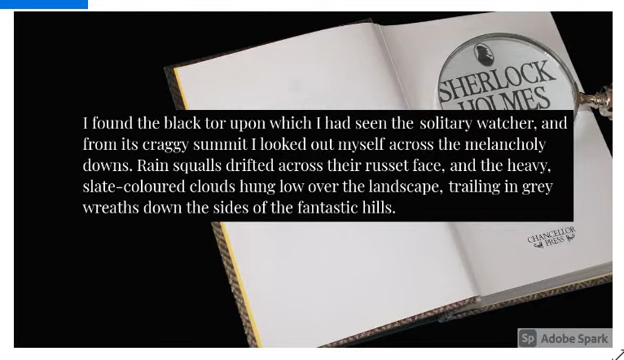 SHERLOCK
HOLMES
I found the black tor upon which I had seen the solitary watcher, and
from its craggy summit I looked out myself across the melancholy
downs. Rain squalls drifted across their russet face, and the heavy,
slate-coloured clouds hung low over the landscape, trailing in grey
wreaths down the sides of the fantastic hills.
CHANCELLOR
PRESS
Sp Adobe Spark